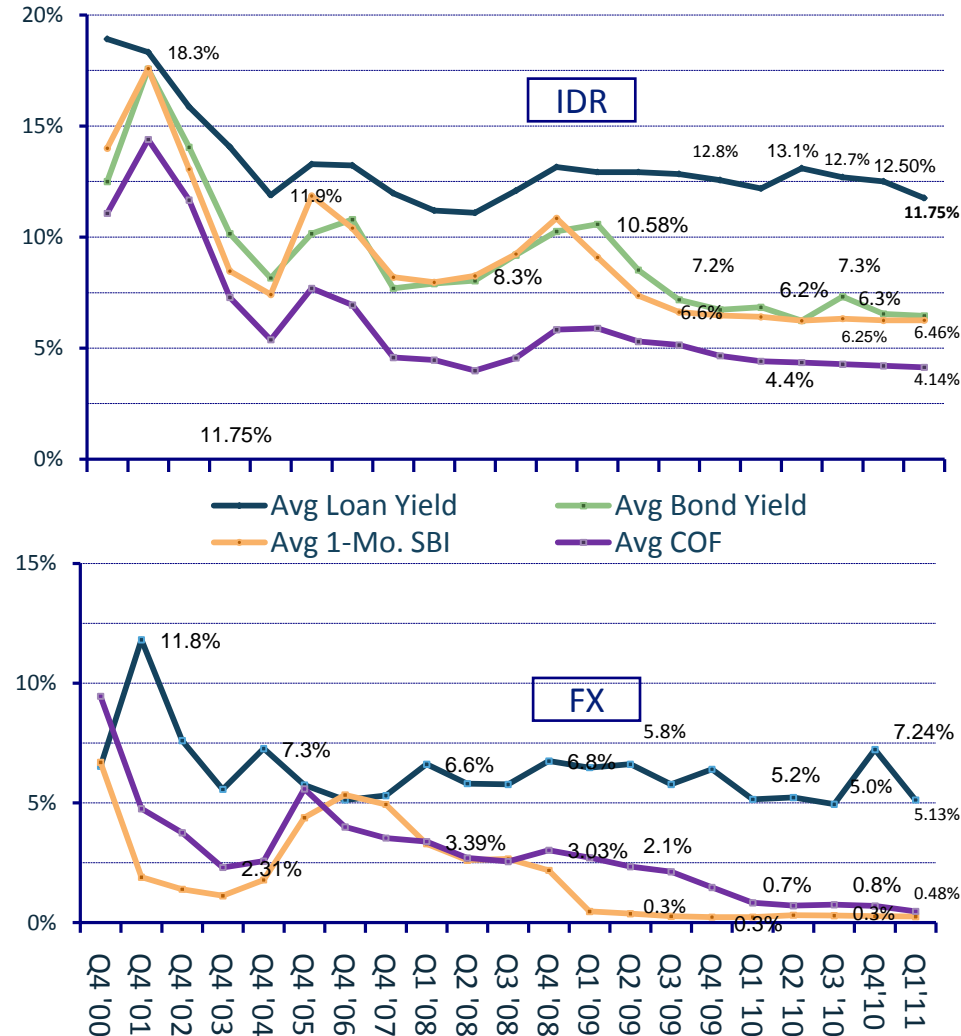 20%
18.3%
IDR
15%
12.8%
13.1%
12.7%
12.50%
11.9%
11.75%
10%
10.58%
8.3%
7.2%
7.3%
6.2%
6.3%
6.6%
6.25%
6.46%
5%
4.4%
4.14%
11.75%
0%
Avg Loan Yield
Avg Bond Yield
Avg 1-Mo. SBI
Avg COF
15%
11.8%
10%
FX
5.8%
7.24%
7.3%
6.6%
6.8%
5.2%
5.0%
5%
5.13%
3.39%
3.03%
2.1%
2.31%
0.7%
0.8%
0.48%
0.3%
0.3%
0.3%
0%
Q4 '00
Q4 '01
Q4 '02
Q4 '03
Q4 '04
Q4 '05
Q4 '06
Q4 '07
Q1 '08
Q2 '08
Q3 '08
Q4 '08
Q1 '09
Q2 '09
Q3 '09
Q4 '09
Q1 '10
Q2 '10
Q3 '10
Q4 '10
Q1'11